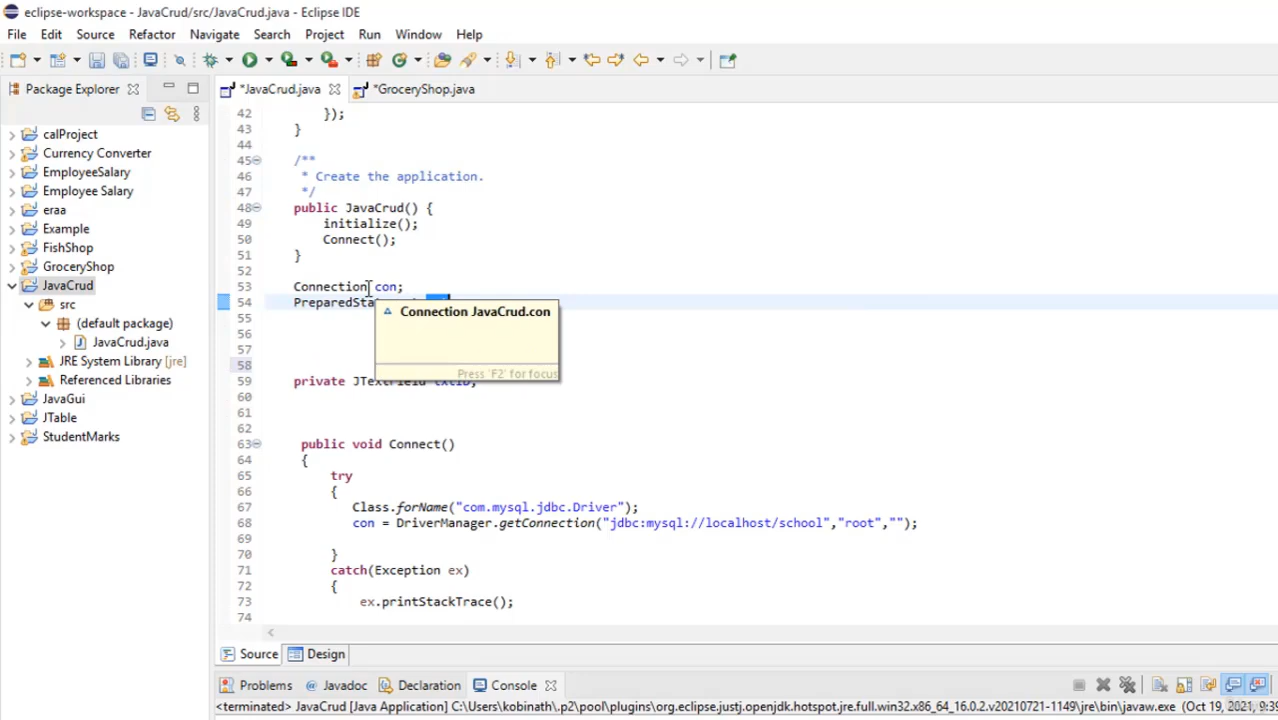 eclipse-workspace - JavaCrud/src/JavaCrud.java - Eclipse IDE
File Edit Source Refactor Navigate Search Project Run Window Help
Package Explorer
*JavaCrud.java *GroceryShop.java
calProject
Currency Converter
EmployeeSalary
Employee Salary
eraa
Example
FishShop
GroceryShop
JavaCrud
src
(default package)
JavaCrud.java
JRE System Library [jre]
Referenced Libraries
JavaGui
JTable
StudentMarks
42 });
43 }
44
45 /**
46 * Create the application.
47 */
48 public JavaCrud() {
49 initialize();
50 Connect();
51 }
52
53 Connection con;
54
Connection JavaCrud.con
Press 'F2' for focus
55
56
57
58
59 private JTextField txtID;
60
61
62
63 public void Connect()
64 {
65 try
66 {
67 Class.forName("com.mysql.jdbc.Driver");
68 con = DriverManager.getConnection("jdbc:mysql://localhost/school","root","");
69
70 }
71 catch(Exception ex)
72 {
73 ex.printStackTrace();
74
Source Design
Problems @ Javadoc Declaration Console
<terminated> JavaCrud [Java Application] C:\Users\kobinath\.p2\pool\plugins\org.eclipse.justj.openjdk.hotspot.jre.full.win32.x86_64_16.0.2.v20210721-1149\jre\bin\javaw.exe (Oct 19, 2021, 9:39